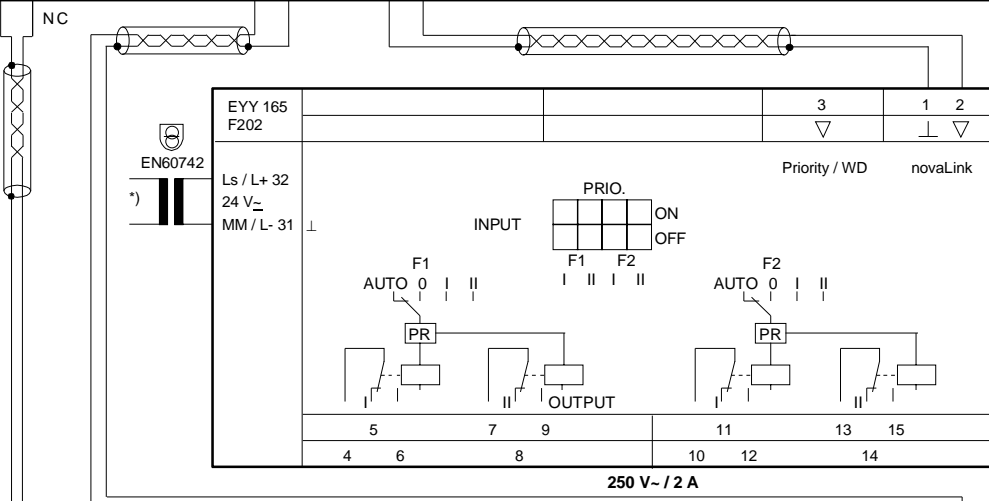 NC
EYY 165
F202
3 1 2
▽ ⊥ ▽
EN60742
Priority / WD novaLink
*)
Ls / L+ 32
24 V~
MM / L- 31 ⊥
PRIO.
INPUT
ON
OFF
F1 F2
I II I II
F1 F2
AUTO 0 I II AUTO 0 I II
PR PR
I I II I OUTPUT I I II I
5 7 9 11 13 15
4 6 8 10 12 14
250 V~ / 2 A